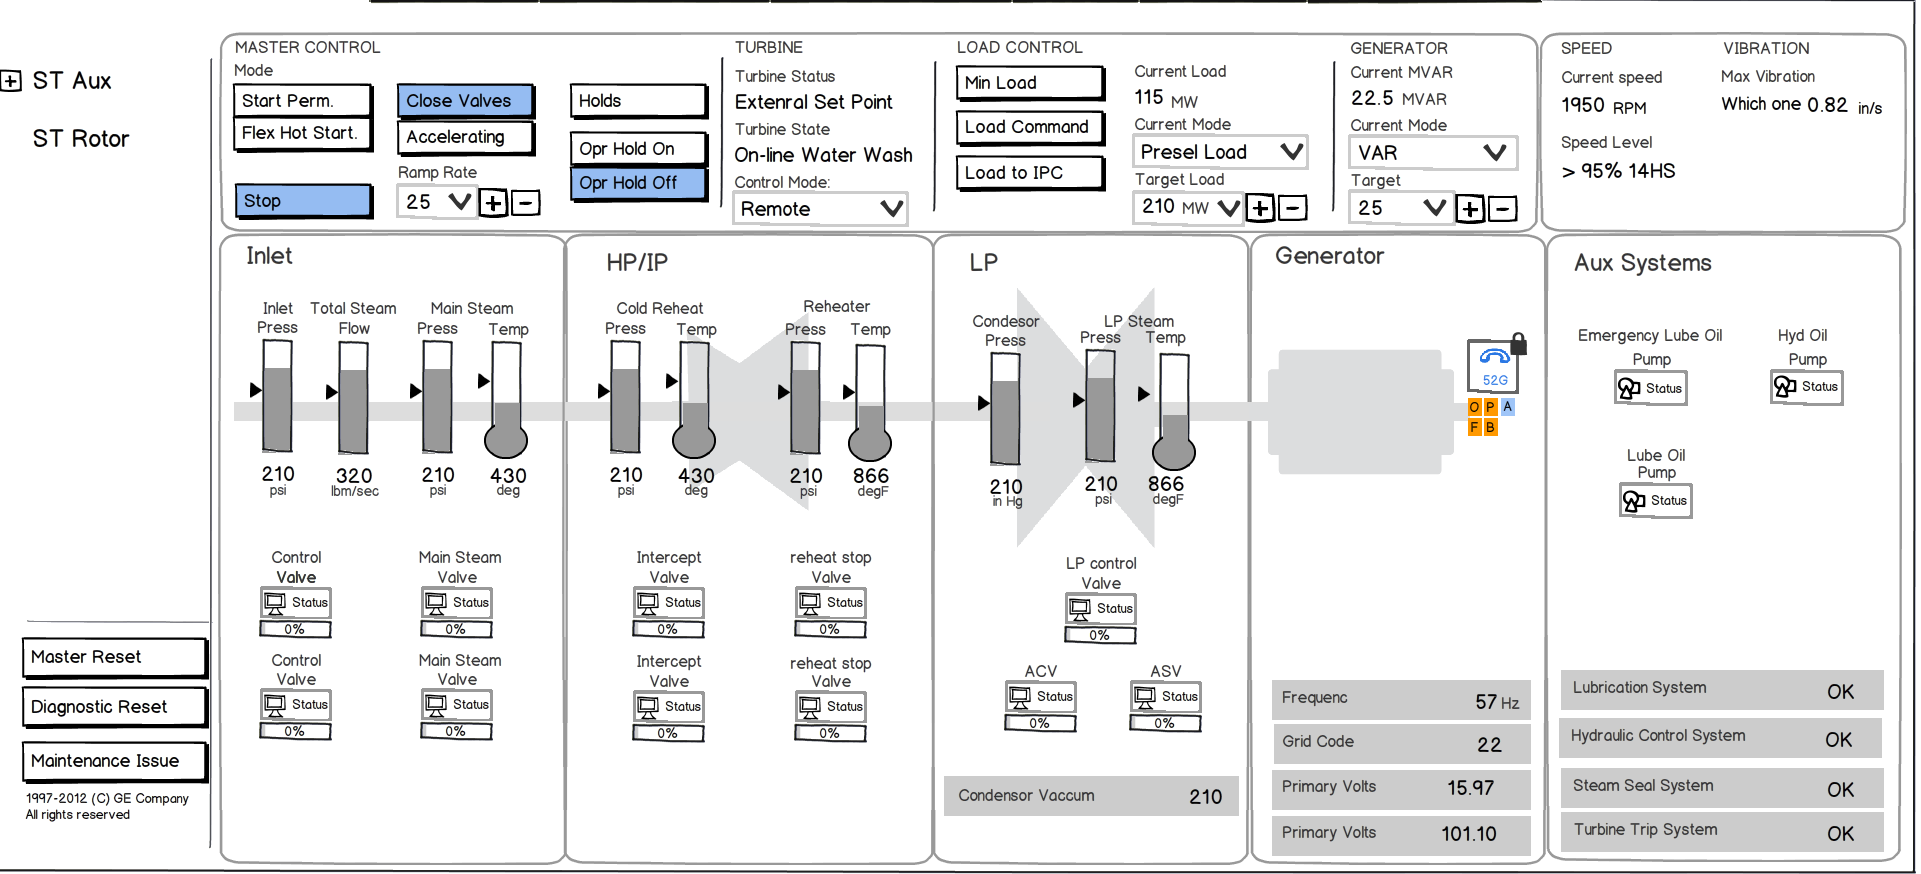 ST Aux
ST Rotor
Master Reset
Diagnostic Reset
Maintenance Issue
1997-2012 (C) GE Company
All rights reserved
MASTER CONTROL
Mode
Start Perm.
Flex Hot Start.
Stop
Close Valves
Accelerating
Ramp Rate
25
Holds
Opr Hold On
Opr Hold Off
TURBINE
Turbine Status
Extenral Set Point
Turbine State
On-line Water Wash
Control Mode:
Remote
LOAD CONTROL
Min Load
Load Command
Load to IPC
Current Load
115 MW
Current Mode
Presel Load
Target Load
210 MW
GENERATOR
Current MVAR
22.5 MVAR
Current Mode
VAR
Target
25
SPEED
Current speed
1950 RPM
Speed Level
> 95% 14HS
VIBRATION
Max Vibration
Which one 0.82 in/s
Inlet
Inlet
Press
210
psi
Total Steam
Flow
320
lbm/sec
Main Steam
Press
Temp
210
psi
430
deg
Control
Valve
Status
0%
Main Steam
Valve
Status
0%
Control
Valve
Status
0%
Main Steam
Valve
Status
0%
HP/IP
Cold Reheat
Press
Temp
210
psi
430
deg
Reheater
Press
Temp
210
psi
866
degF
Intercept
Valve
Status
0%
reheat stop
Valve
Status
0%
Intercept
Valve
Status
0%
reheat stop
Valve
Status
0%
LP
Condesor
Press
210
in Hg
LP Steam
Press
Temp
210
psi
866
degF
LP control
Valve
Status
0%
ACV
Status
0%
ASV
Status
0%
Condensor Vaccum 210
Generator
52G
O P A
F B
Frequenc 57 Hz
Grid Code 22
Primary Volts 15.97
Primary Volts 101.10
Aux Systems
Emergency Lube Oil
Pump
Status
Hyd Oil
Pump
Status
Lube Oil
Pump
Status
Lubrication System OK
Hydraulic Control System OK
Steam Seal System OK
Turbine Trip System OK